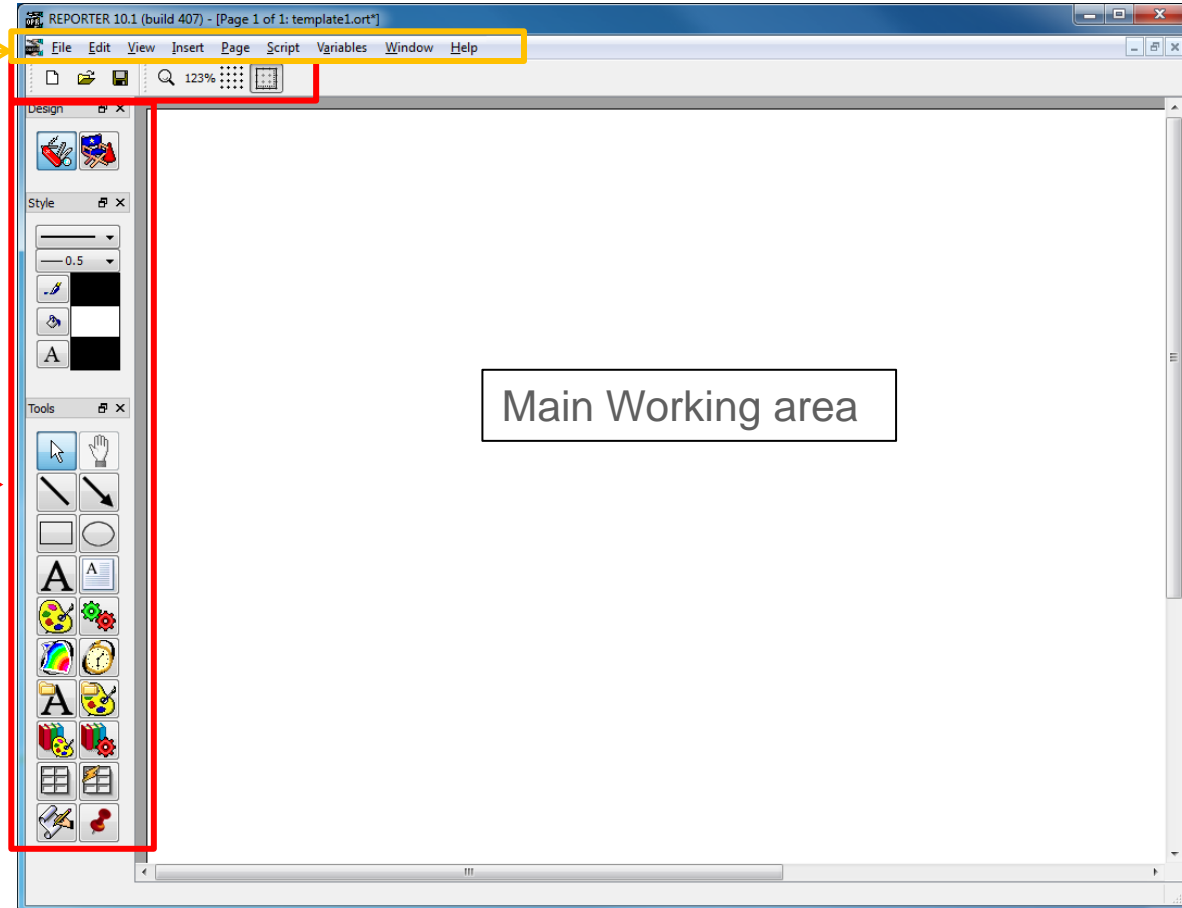 REPORTER 10.1 (build 407) - [Page 1 of 1: template1.ort*]
File Edit View Insert Page Script Variables Window Help
123%
Design
Style
0.5
A
Tools
A A
A
Main Working area